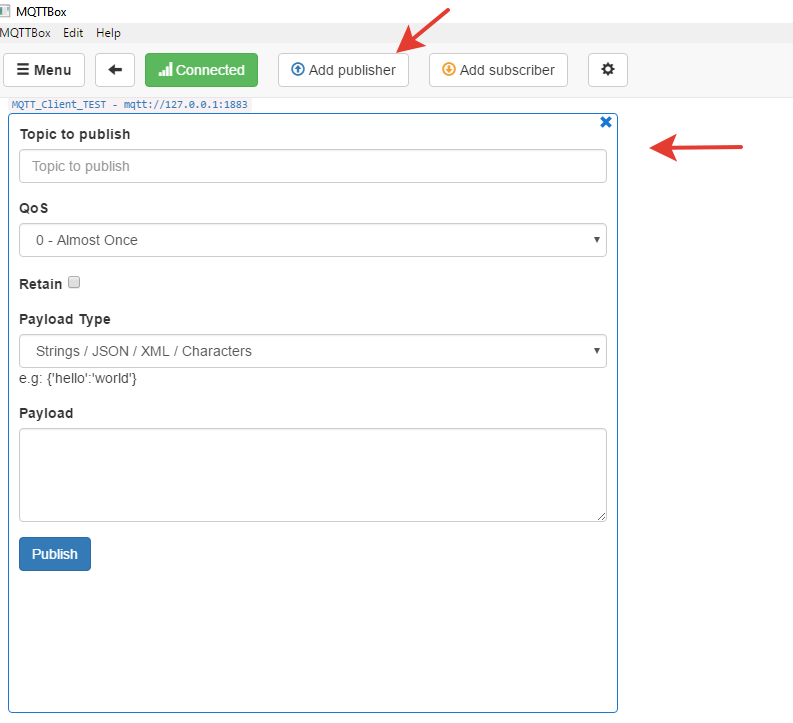 MQTTBox
MQTTBox Edit Help
Menu Connected Add publisher Add subscriber
MQTT_Client_TEST - mqtt://127.0.0.1:1883
Topic to publish
Topic to publish
QoS
0 - Almost Once
Retain
Payload Type
Strings / JSON / XML / Characters
e.g: {'hello':'world'}
Payload
Publish